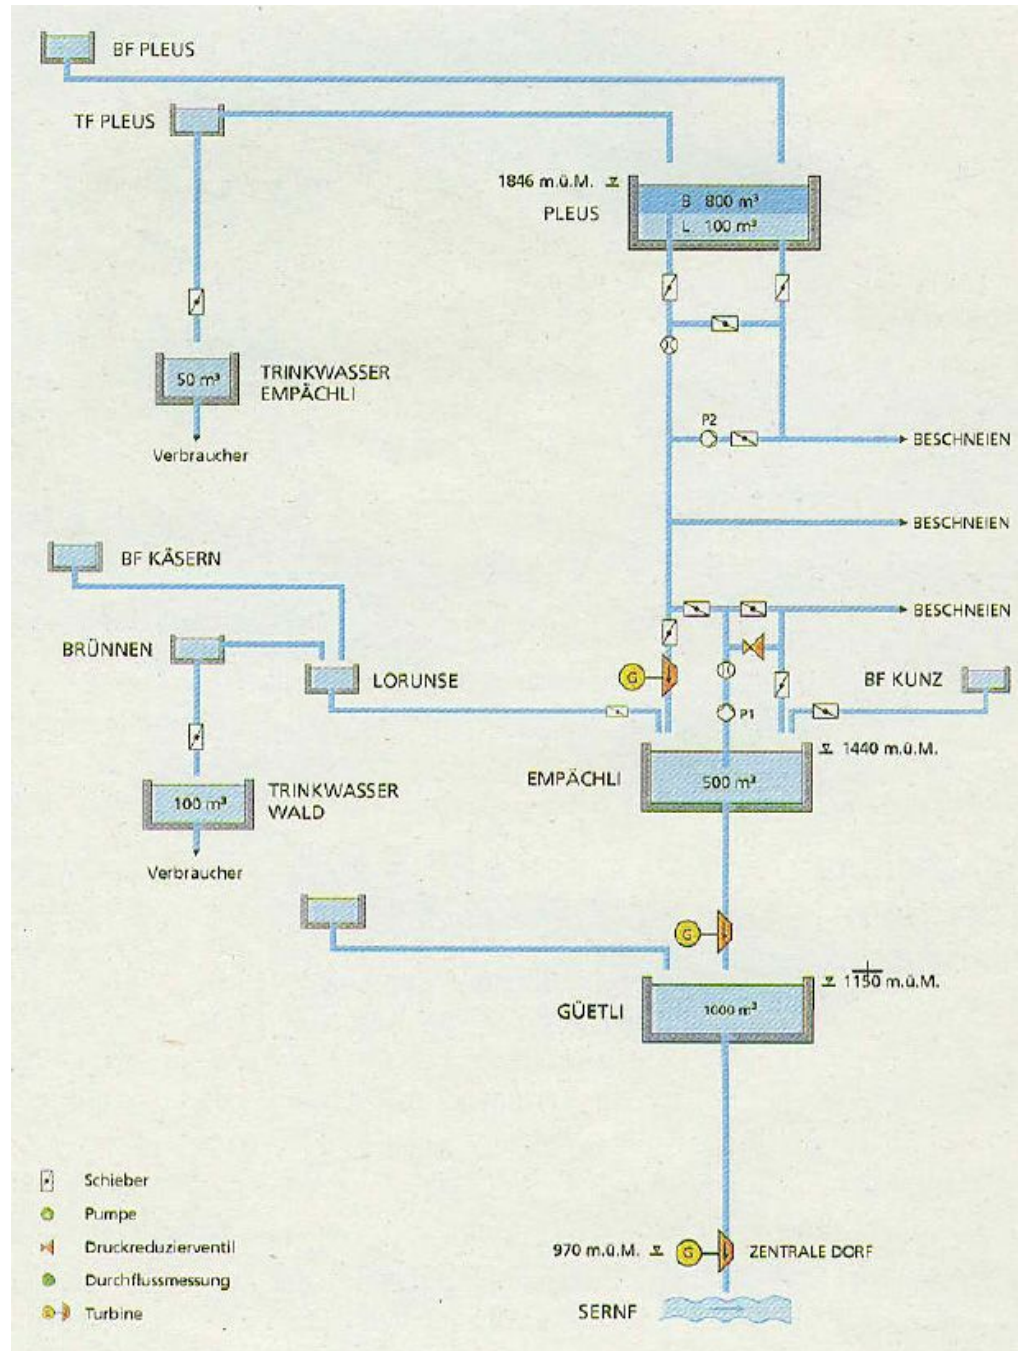 BF PLEUS
TF PLEUS
1846 m.ü.M.
PLEUS
B 800 m³
L 100 m³
50 m³
TRINKWASSER
EMPÄCHLI
Verbraucher
P2
BESCHNEIEN
BESCHNEIEN
BF KÄSERN
BESCHNEIEN
BRÜNNEN
LORUNSE
G
BF KUNZ
P1
1440 m.ü.M.
EMPÄCHLI
500 m³
100 m³
TRINKWASSER
WALD
Verbraucher
G
1150 m.ü.M.
GÜETLI
1000 m³
Schieber
Pumpe
Druckreduzierventil
970 m.ü.M.
G
ZENTRALE DORF
Durchflussmessung
G
Turbine
SERNF